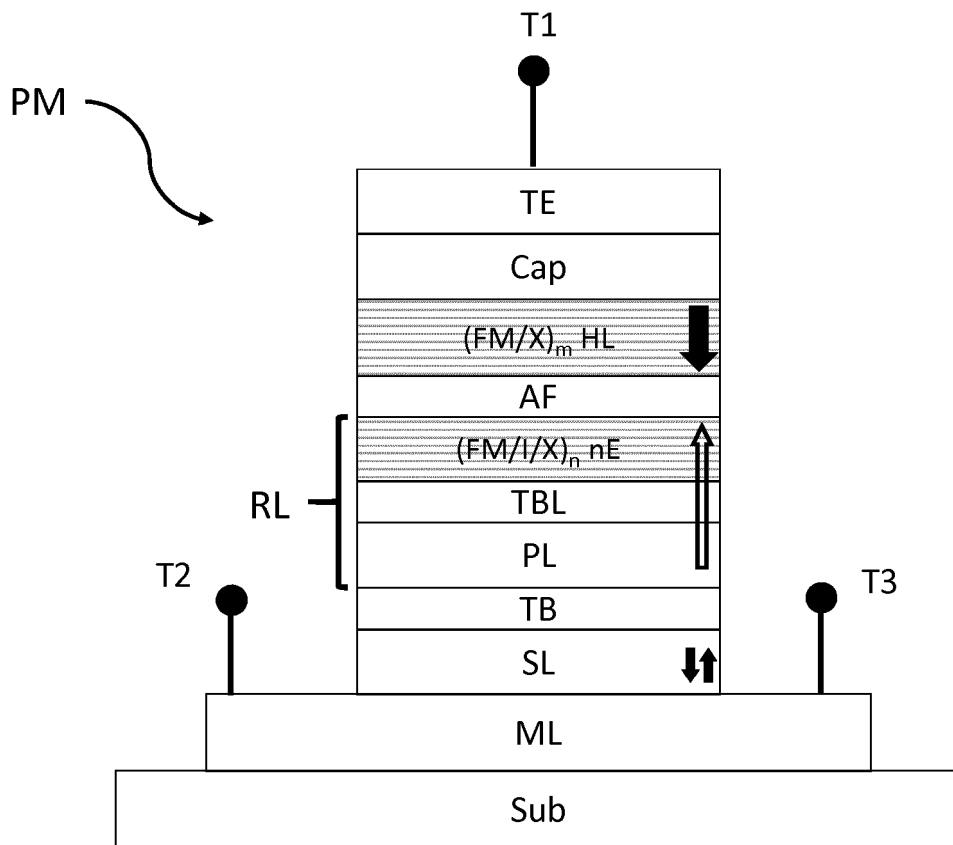 T1
PM
TE
Cap
(FM/X)m HL
AF
(FM/I/X)n nE
RL
TBL
PL
T2
T3
TB
SL
ML
Sub